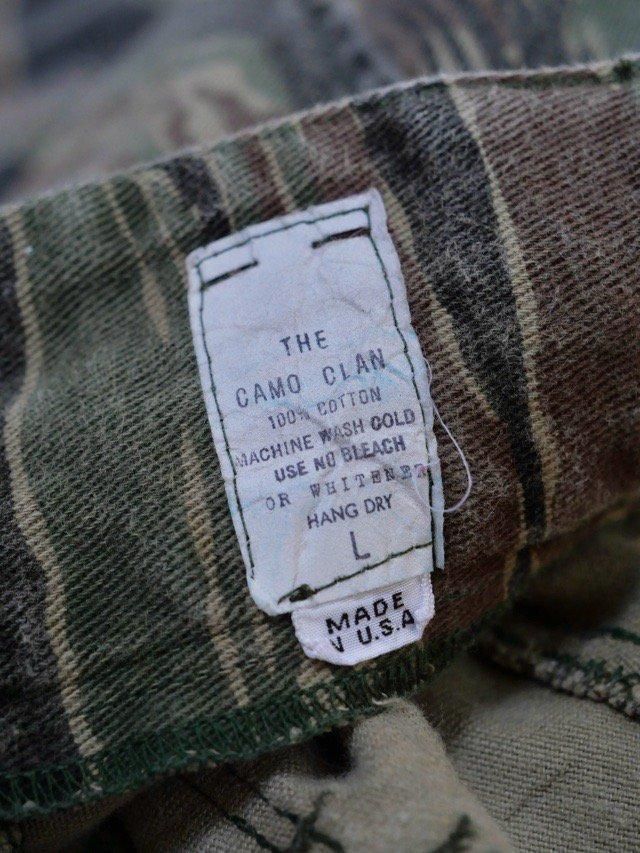 THE
CAMO CLAN
100% COTTON
MACHINE WASH COLD
USE NO BLEACH
OR WHITENER
HANG DRY
L
MADE
N U.S.A